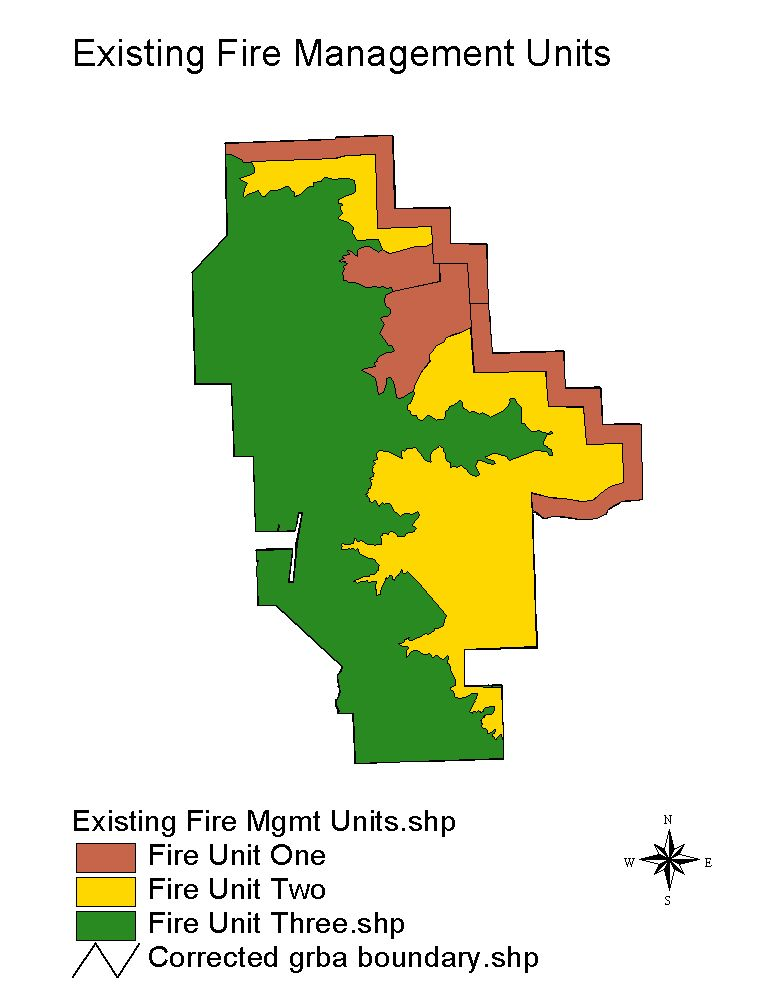 Existing Fire Management Units
Existing Fire Mgmt Units.shp
Fire Unit One
Fire Unit Two
Fire Unit Three.shp
Corrected grba boundary.shp
N
W E
S